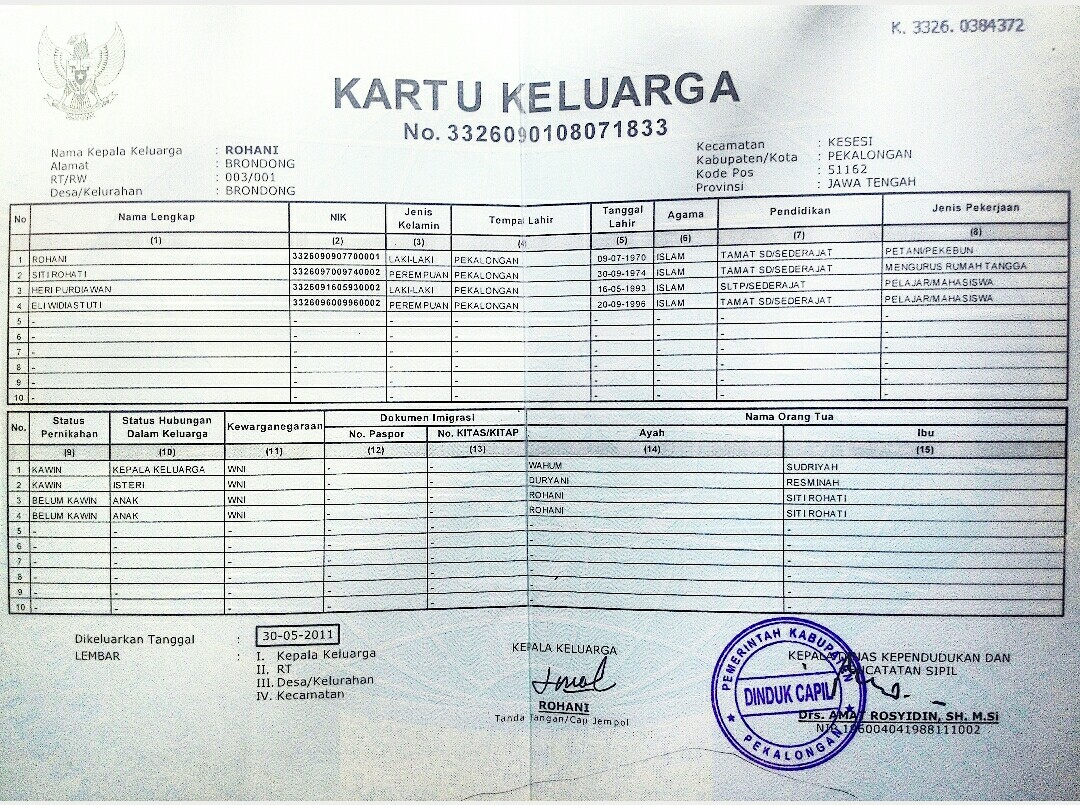 K. 3326. 0384372
KARTU KELUARGA
No. 3326090108071833
Nama Kepala Keluarga : ROHANI
Alamat : BRONDONG
RT/RW : 003/001
Desa/Kelurahan : BRONDONG
Kecamatan : KESESI
Kabupaten/Kota : PEKALONGAN
Kode Pos : 51162
Provinsi : JAWA TENGAH
No Nama Lengkap NIK Jenis Kelamin Tempat Lahir Tanggal Lahir Agama Pendidikan Jenis Pekerjaan
(1) (2) (3) (4) (5) (6) (7) (8)
1 ROHANI 3326090907700001 LAKI-LAKI PEKALONGAN 09-07-1970 ISLAM TAMAT SD/SEDERAJAT PETANI/PEKEBUN
2 SITI ROHATI 3326097009740002 PEREMPUAN PEKALONGAN 30-09-1974 ISLAM TAMAT SD/SEDERAJAT MENGURUS RUMAH TANGGA
3 HERI PURDIAWAN 3326091605930002 LAKI-LAKI PEKALONGAN 16-05-1993 ISLAM SLTP/SEDERAJAT PELAJAR/MAHASISWA
4 ELI WIDIASTUTI 3326096009960002 PEREMPUAN PEKALONGAN 20-09-1996 ISLAM TAMAT SD/SEDERAJAT PELAJAR/MAHASISWA
5 - - - - - - - -
6 - - - - - - - -
7 - - - - - - - -
8 - - - - - - - -
9 - - - - - - - -
10 - - - - - - - -
No. Status Pernikahan Status Hubungan Dalam Keluarga Kewarganegaraan Dokumen Imigrasi Nama Orang Tua
No. Paspor No. KITAS/KITAP Ayah Ibu
(9) (10) (11) (12) (13) (14) (15)
1 KAWIN KEPALA KELUARGA WNI - - WAHUM SUDRIYAH
2 KAWIN ISTERI WNI - - DURYANI RESMINAH
3 BELUM KAWIN ANAK WNI - - ROHANI SITI ROHATI
4 BELUM KAWIN ANAK WNI - - ROHANI SITI ROHATI
5 - - - - - - -
6 - - - - - - -
7 - - - - - - -
8 - - - - - - -
9 - - - - - - -
10 - - - - - - -
Dikeluarkan Tanggal : 30-05-2011
LEMBAR : I. Kepala Keluarga
II. RT
III. Desa/Kelurahan
IV. Kecamatan
KEPALA KELUARGA
ROHANI
Tanda Tangan/Cap Jempol
KEPALA DINAS KEPENDUDUKAN DAN
PENCATATAN SIPIL
PEMERINTAH KABUPATEN
DINDUK CAPIL
PEKALONGAN
Drs. AMAT ROSYIDIN, SH. M.Si
NIP. 196004041988111002